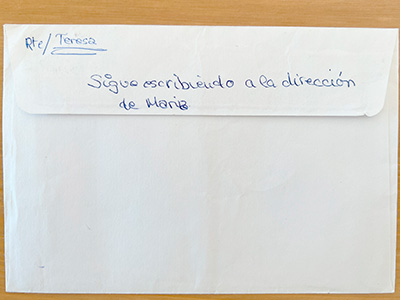 Rte/ Teresa
Sigue escribiendo a la dirección
de Maria